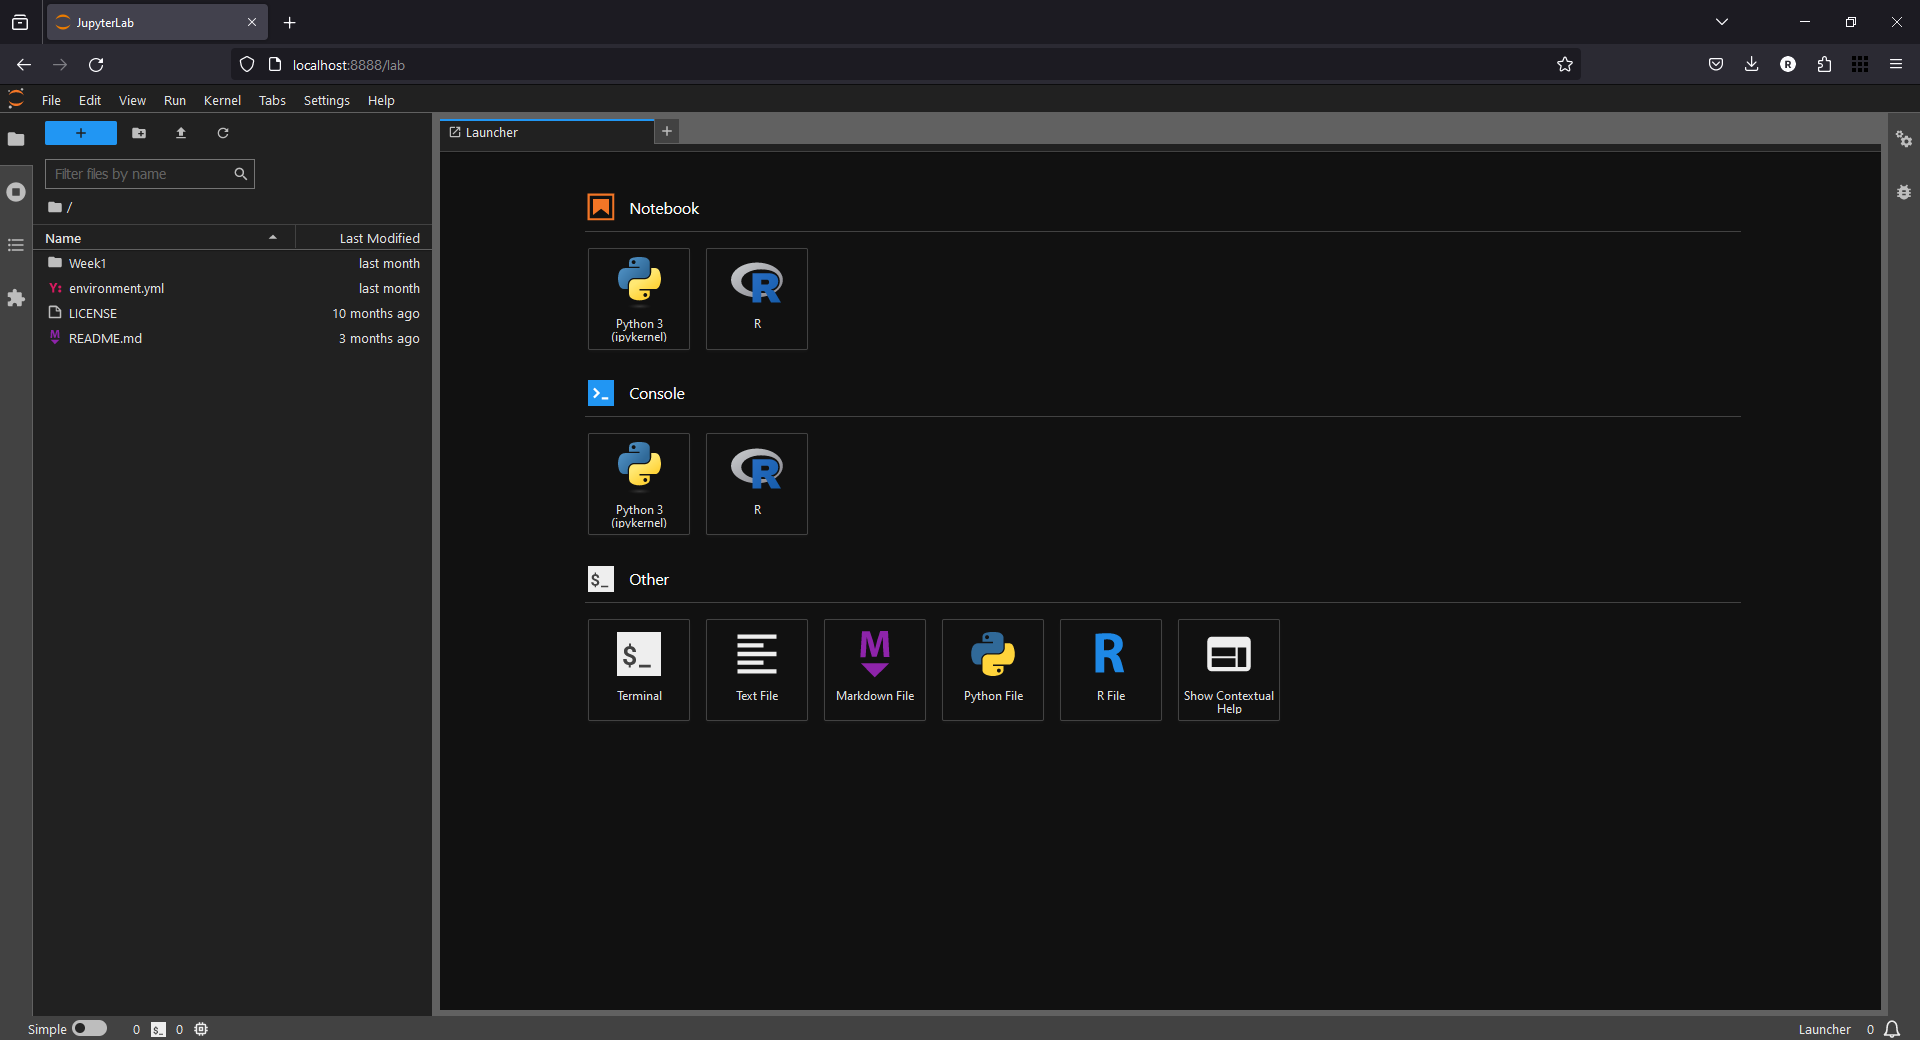 JupyterLab
localhost:8888/lab
File Edit View Run Kernel Tabs Settings Help
Filter files by name
/
Name Last Modified
Week1 last month
Y: environment.yml last month
LICENSE 10 months ago
M README.md 3 months ago
Launcher
Notebook
Python 3
(ipykernel)
R
Console
Python 3
(ipykernel)
R
$_ Other
$_
Terminal
Text File
M
Markdown File
Python File
R
R File
Show Contextual
Help
Simple 0 $_ 0
Launcher 0